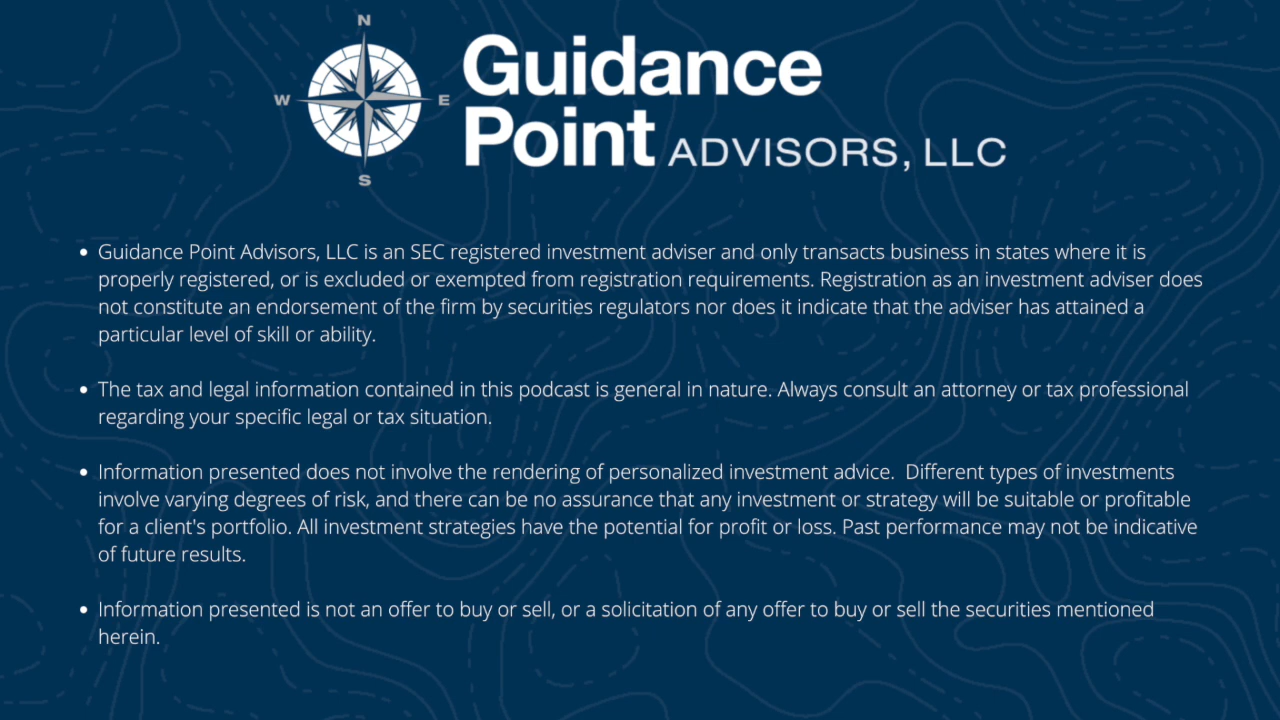 N
W
E
S
Guidance
Point ADVISORS, LLC
• Guidance Point Advisors, LLC is an SEC registered investment adviser and only transacts business in states where it is
properly registered, or is excluded or exempted from registration requirements. Registration as an investment adviser does
not constitute an endorsement of the firm by securities regulators nor does it indicate that the adviser has attained a
particular level of skill or ability.
• The tax and legal information contained in this podcast is general in nature. Always consult an attorney or tax professional
regarding your specific legal or tax situation.
• Information presented does not involve the rendering of personalized investment advice.  Different types of investments
involve varying degrees of risk, and there can be no assurance that any investment or strategy will be suitable or profitable
for a client's portfolio. All investment strategies have the potential for profit or loss. Past performance may not be indicative
of future results.
• Information presented is not an offer to buy or sell, or a solicitation of any offer to buy or sell the securities mentioned
herein.